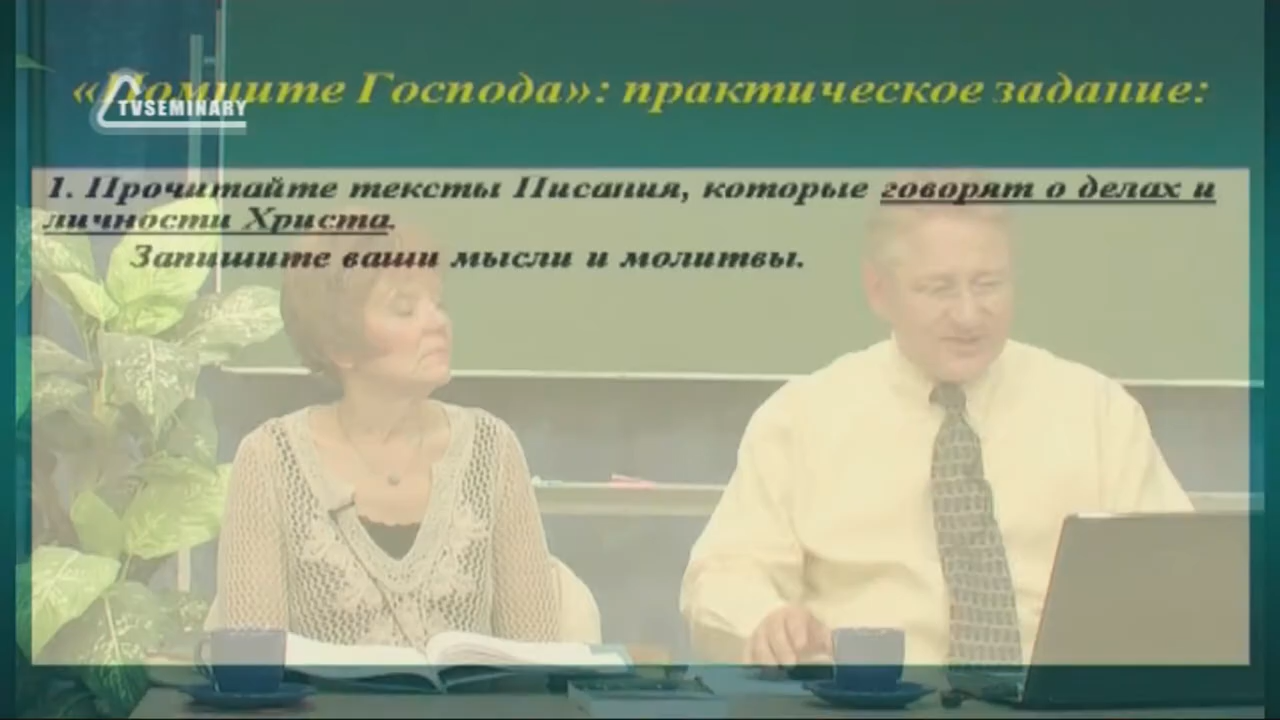 «Помните Господа»: практическое задание:
TVSEMINARY
1. Прочитайте тексты Писания, которые говорят о делах и
личности Христа.
Запишите ваши мысли и молитвы.